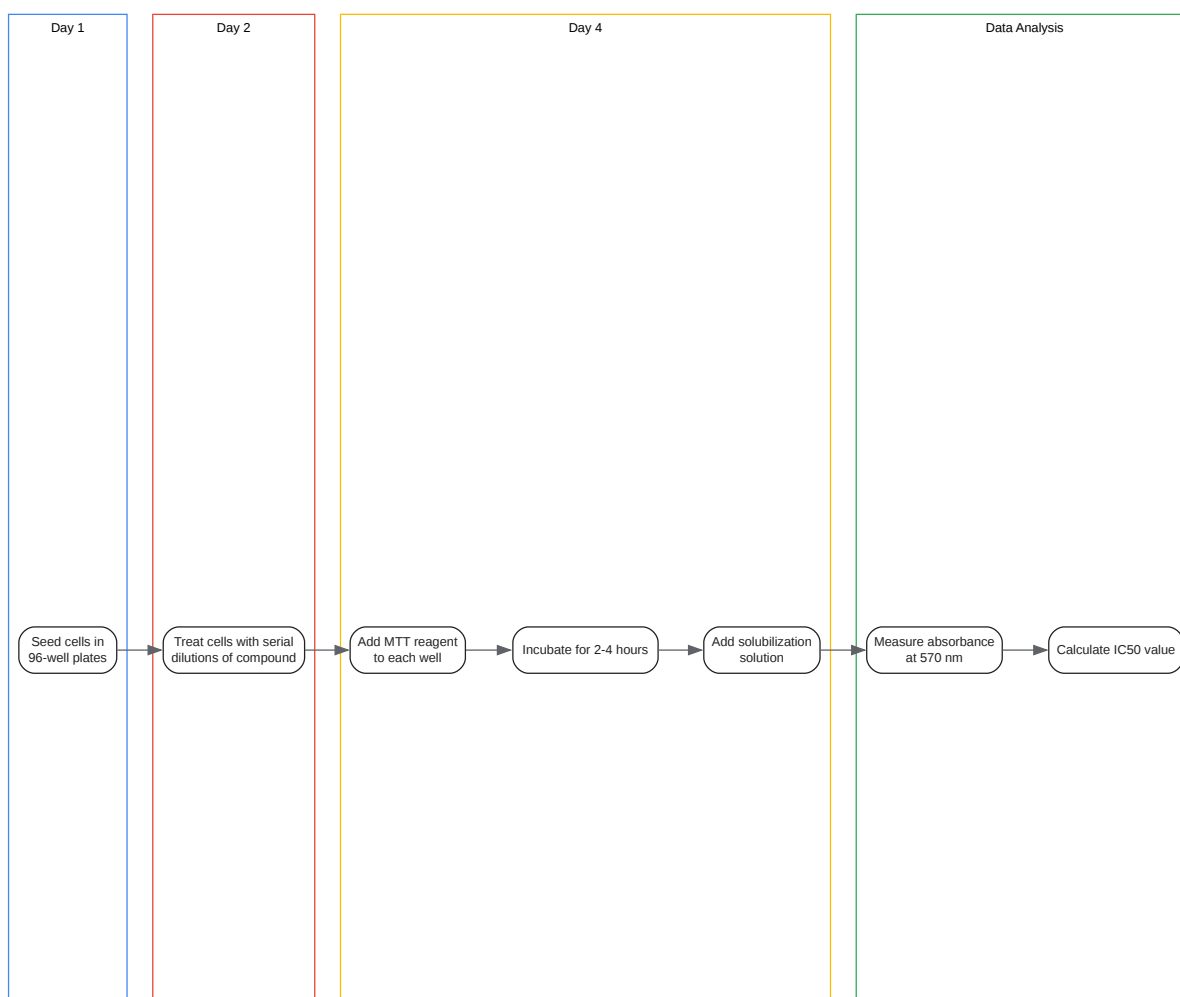 Day 1
Day 2
Day 4
Data Analysis
Seed cells in
96-well plates
Treat cells with serial
dilutions of compound
Add MTT reagent
to each well
Incubate for 2-4 hours
Add solubilization
solution
Measure absorbance
at 570 nm
Calculate IC50 value